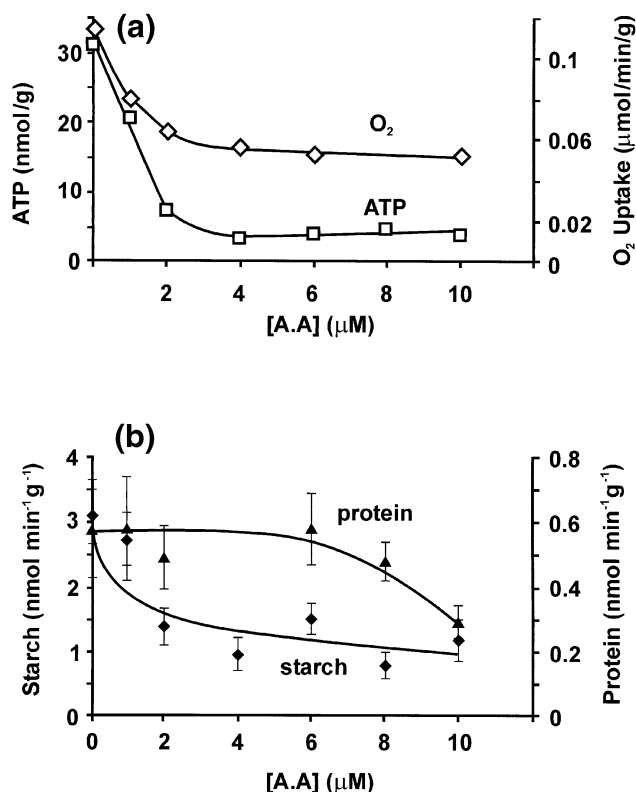 (a)
30
20
10
0
ATP (nmol/g)
O2
ATP
0.1
0.06
0.02
0
O2 Uptake (μmol/min/g)
2 4 6 8 10
[A.A] (μM)
(b)
4
3
2
1
0
Starch (nmol min-1 g-1)
protein
starch
0.8
0.6
0.4
0.2
0
Protein (nmol min-1 g-1)
0 2 4 6 8 10
[A.A] (μM)